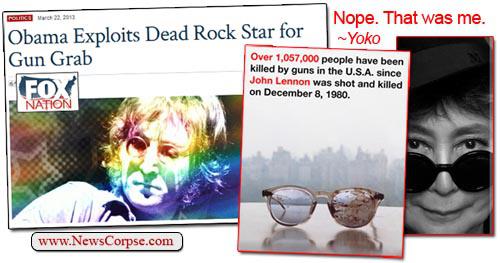 POLITICS March 22, 2013
Obama Exploits Dead Rock Star for
Gun Grab
FOX
NATION
www.NewsCorpse.com
Over 1,057,000 people have been
killed by guns in the U.S.A. since
John Lennon was shot and killed
on December 8, 1980.
Nope. That was me.
~Yoko